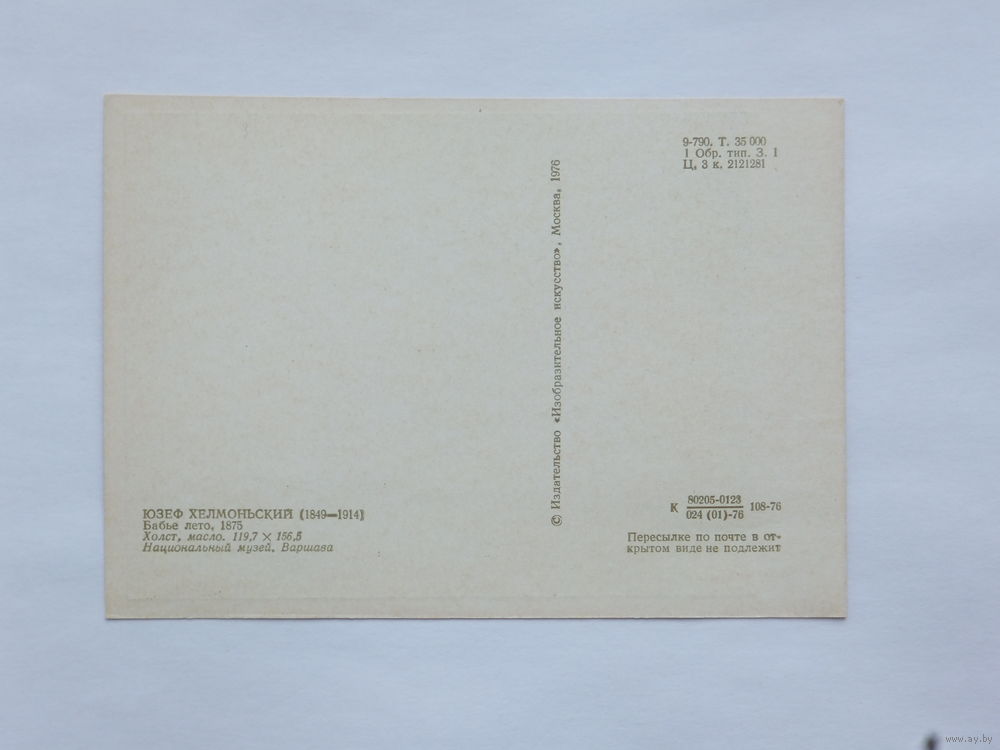 9-790. Т. 35 000
1 Обр. тип. З. 1
Ц. 3 к. 2121281
© Издательство «Изобразительное искусство», Москва, 1976
ЮЗЕФ ХЕЛМОНЬСКИЙ (1849—1914)
Бабье лето, 1875
Холст, масло. 119,7 × 156,5
Национальный музей, Варшава
К 80205-0123 108-76
024 (01)-76
Пересылке по почте в от-
крытом виде не подлежит
www.ay.by